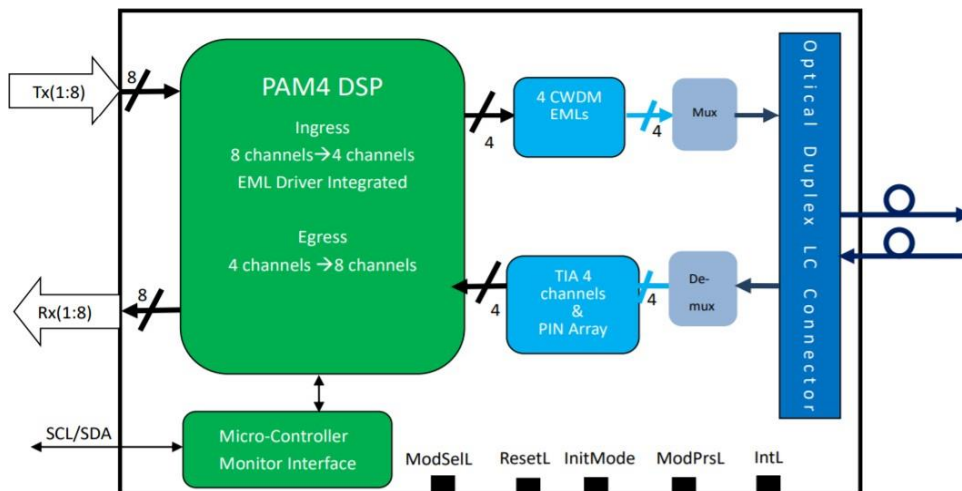 Tx(1:8)
8
PAM4 DSP
Ingress
8 channels→4 channels
EML Driver Integrated
Egress
4 channels →8 channels
4
4 CWDM
EMLs
4
Mux
Optical Duplex LC Connector
Rx(1:8)
8
4
TIA 4
channels
&
PIN Array
4
De-
mux
SCL/SDA
Micro-Controller
Monitor Interface
ModSelL
ResetL
InitMode
ModPrsL
IntL